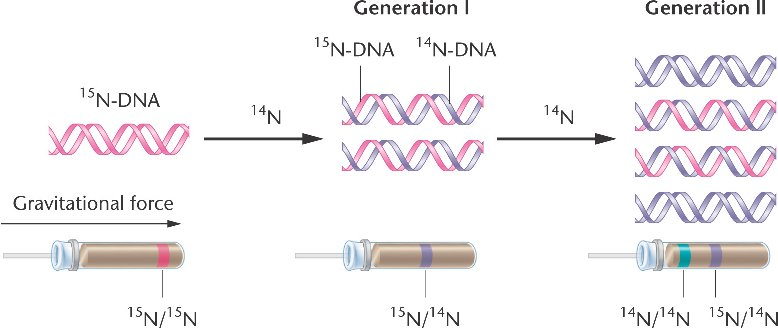 Generation I
Generation II
¹⁵N-DNA
¹⁴N-DNA
¹⁵N-DNA
¹⁴N
¹⁴N
Gravitational force
¹⁵N/¹⁵N
¹⁵N/¹⁴N
¹⁴N/¹⁴N
¹⁵N/¹⁴N